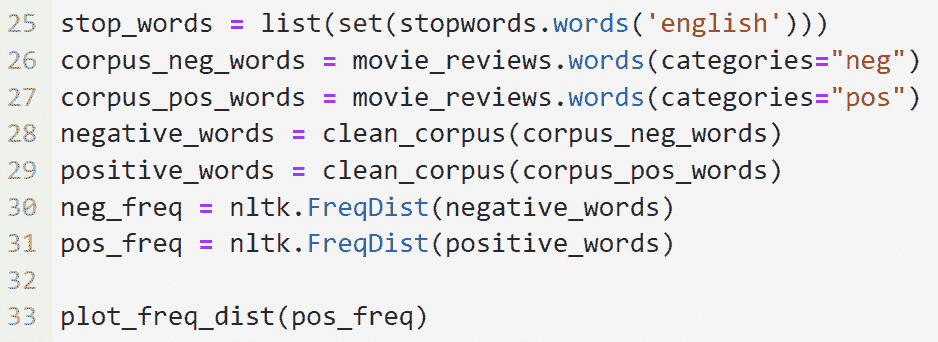 25 stop_words = list(set(stopwords.words('english')))
26 corpus_neg_words = movie_reviews.words(categories="neg")
27 corpus_pos_words = movie_reviews.words(categories="pos")
28 negative_words = clean_corpus(corpus_neg_words)
29 positive_words = clean_corpus(corpus_pos_words)
30 neg_freq = nltk.FreqDist(negative_words)
31 pos_freq = nltk.FreqDist(positive_words)
32
33 plot_freq_dist(pos_freq)